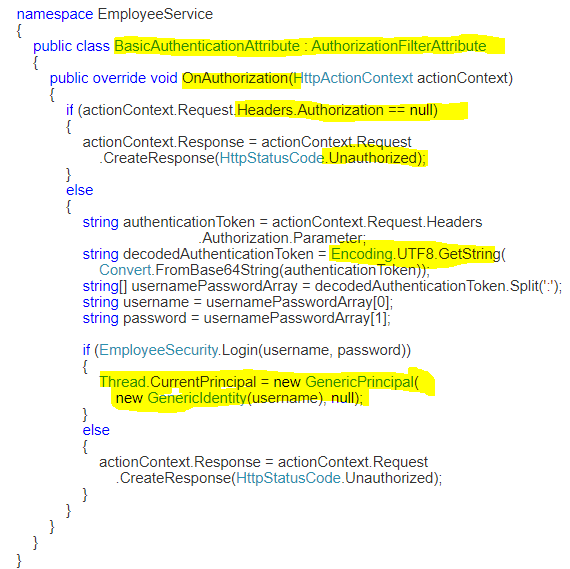 namespace EmployeeService
{
public class BasicAuthenticationAttribute : AuthorizationFilterAttribute
{
public override void OnAuthorization(HttpActionContext actionContext)
{
if (actionContext.Request.Headers.Authorization == null)
{
actionContext.Response = actionContext.Request
.CreateResponse(HttpStatusCode.Unauthorized);
}
else
{
string authenticationToken = actionContext.Request.Headers
.Authorization.Parameter;
string decodedAuthenticationToken = Encoding.UTF8.GetString(
Convert.FromBase64String(authenticationToken));
string[] usernamePasswordArray = decodedAuthenticationToken.Split(':');
string username = usernamePasswordArray[0];
string password = usernamePasswordArray[1];
if (EmployeeSecurity.Login(username, password))
{
Thread.CurrentPrincipal = new GenericPrincipal(
new GenericIdentity(username), null);
}
else
{
actionContext.Response = actionContext.Request
.CreateResponse(HttpStatusCode.Unauthorized);
}
}
}
}
}